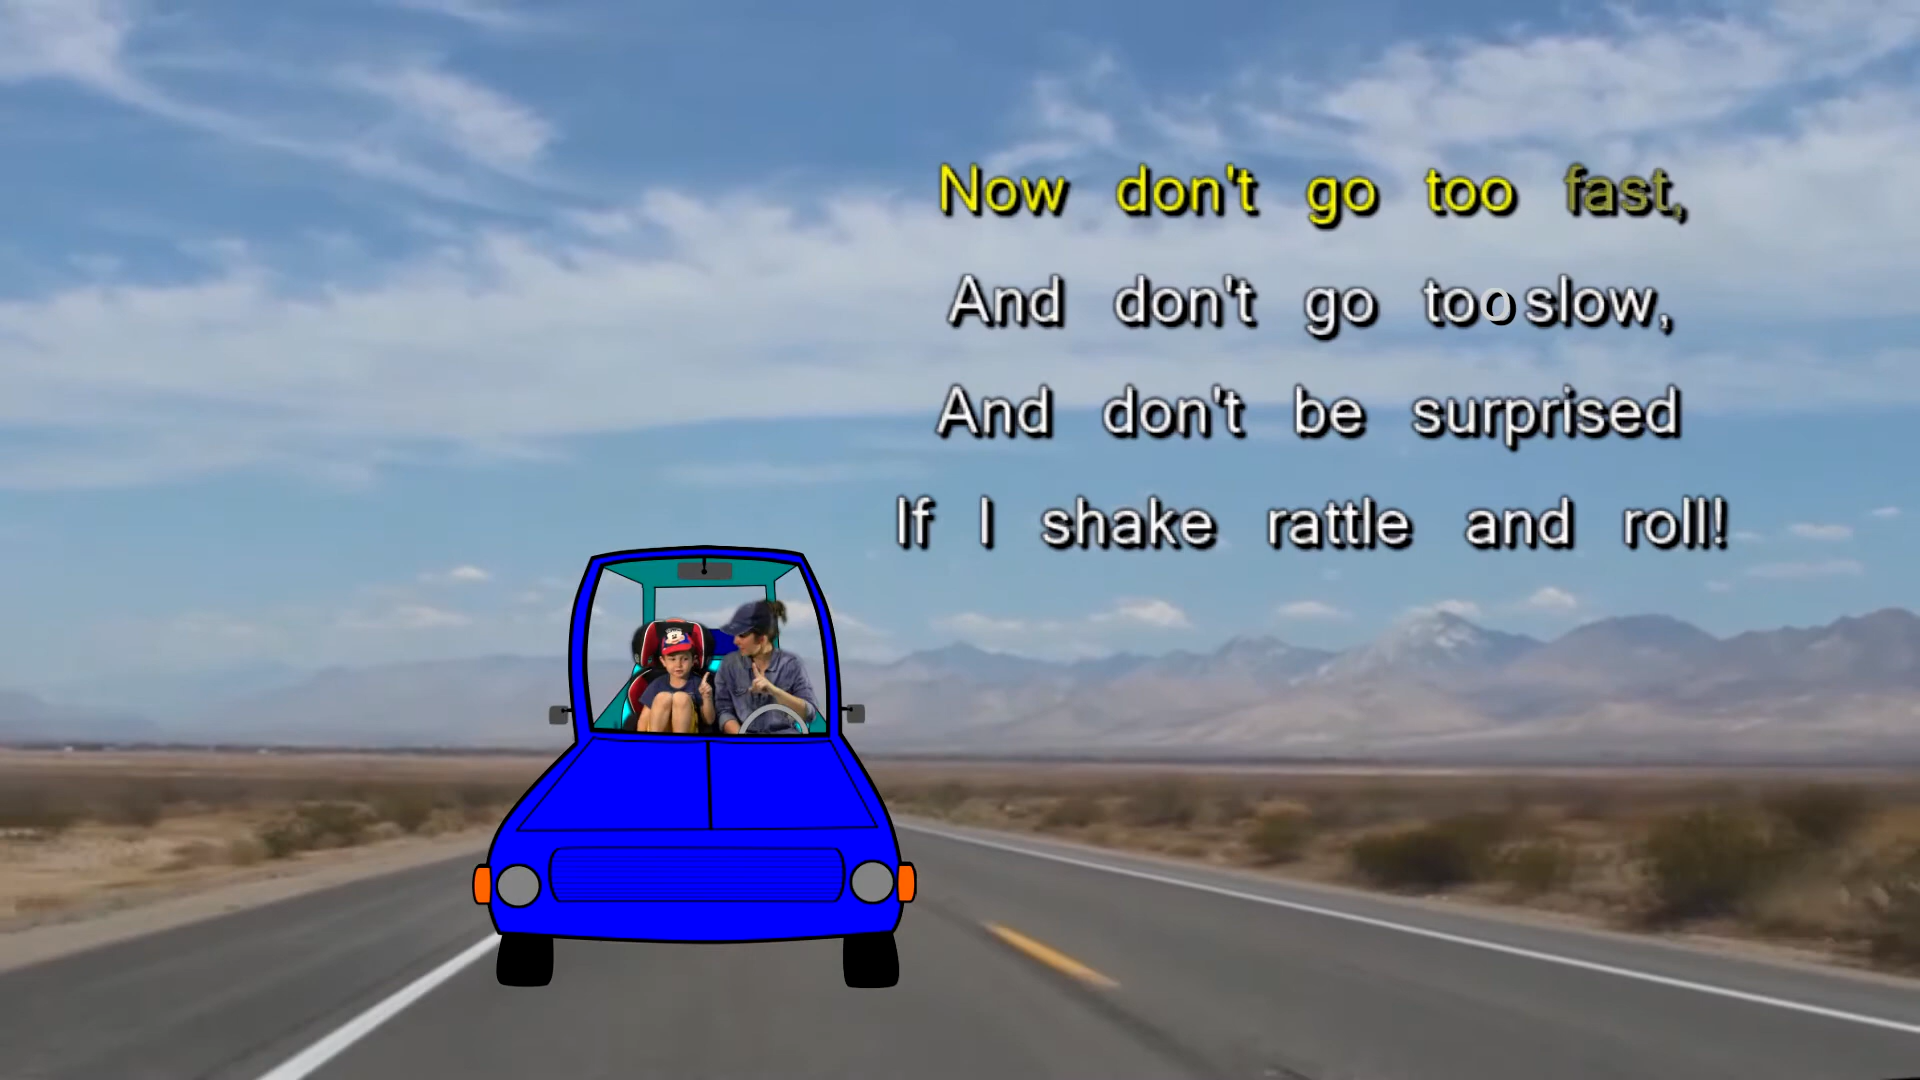 Now don't go too fast,
And don't go too slow,
And don't be surprised
If I shake rattle and roll!